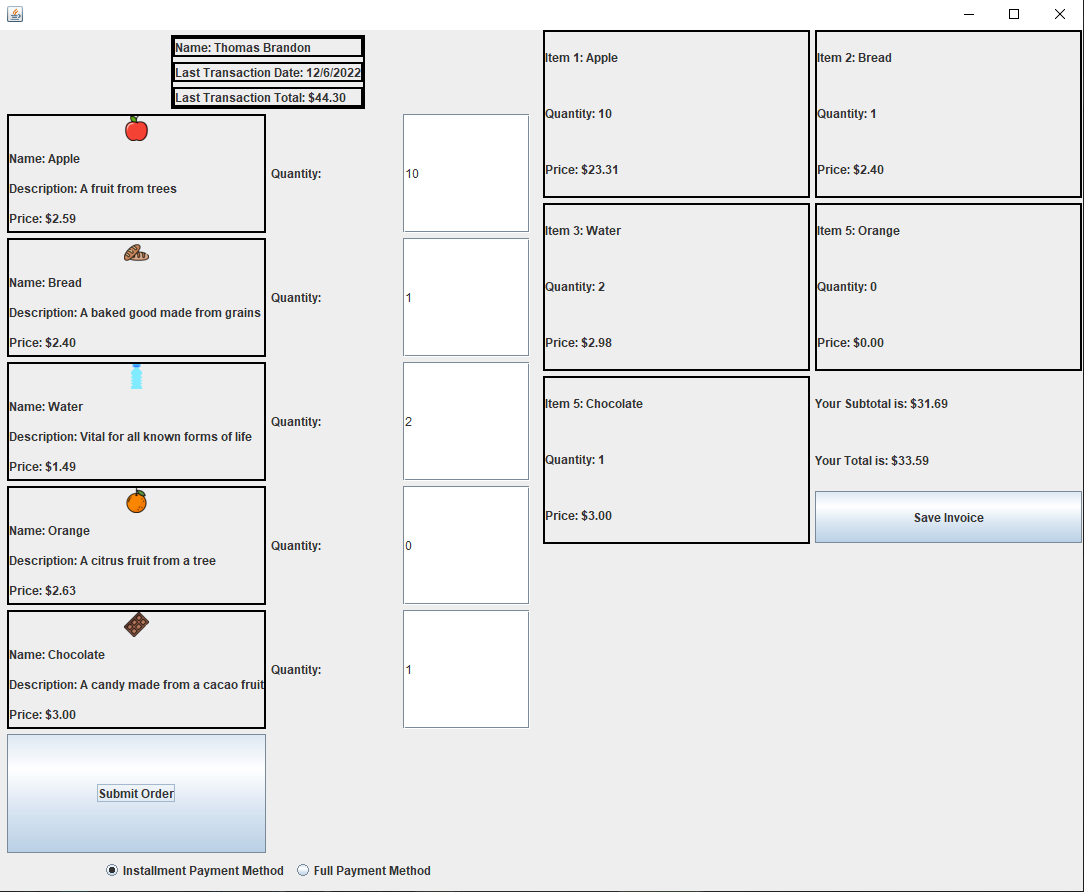 Name: Thomas Brandon
Last Transaction Date: 12/6/2022
Last Transaction Total: $44.30
Name: Apple
Description: A fruit from trees
Price: $2.59
Quantity:
10
Name: Bread
Description: A baked good made from grains
Price: $2.40
Quantity:
1
Name: Water
Description: Vital for all known forms of life
Price: $1.49
Quantity:
2
Name: Orange
Description: A citrus fruit from a tree
Price: $2.63
Quantity:
0
Name: Chocolate
Description: A candy made from a cacao fruit
Price: $3.00
Quantity:
1
Submit Order
Installment Payment Method
Full Payment Method
Item 1: Apple
Quantity: 10
Price: $23.31
Item 2: Bread
Quantity: 1
Price: $2.40
Item 3: Water
Quantity: 2
Price: $2.98
Item 5: Orange
Quantity: 0
Price: $0.00
Item 5: Chocolate
Quantity: 1
Price: $3.00
Your Subtotal is: $31.69
Your Total is: $33.59
Save Invoice